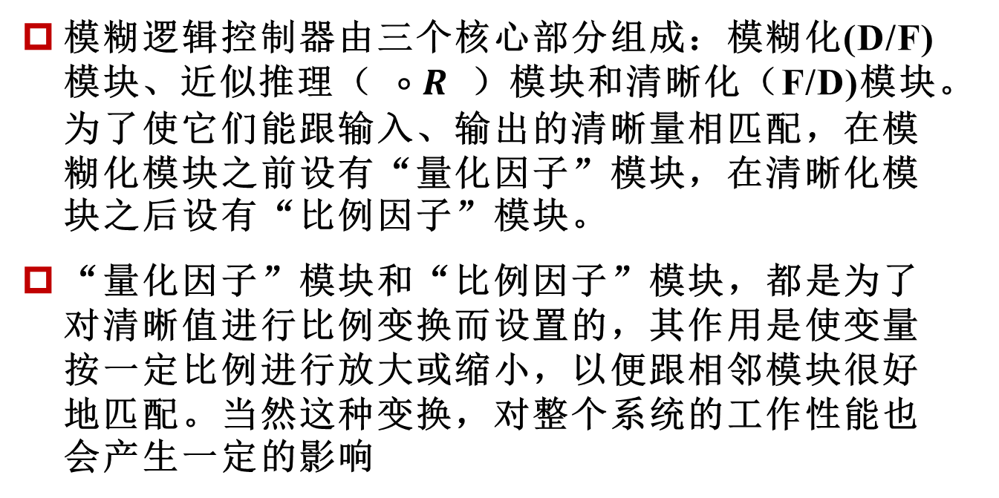 模糊逻辑控制器由三个核心部分组成：模糊化(D/F)
模块、近似推理（ ∘R ）模块和清晰化（F/D)模块。
为了使它们能跟输入、输出的清晰量相匹配，在模
糊化模块之前设有“量化因子”模块，在清晰化模
块之后设有“比例因子”模块。
“量化因子”模块和“比例因子”模块，都是为了
对清晰值进行比例变换而设置的，其作用是使变量
按一定比例进行放大或缩小，以便跟相邻模块很好
地匹配。当然这种变换，对整个系统的工作性能也
会产生一定的影响